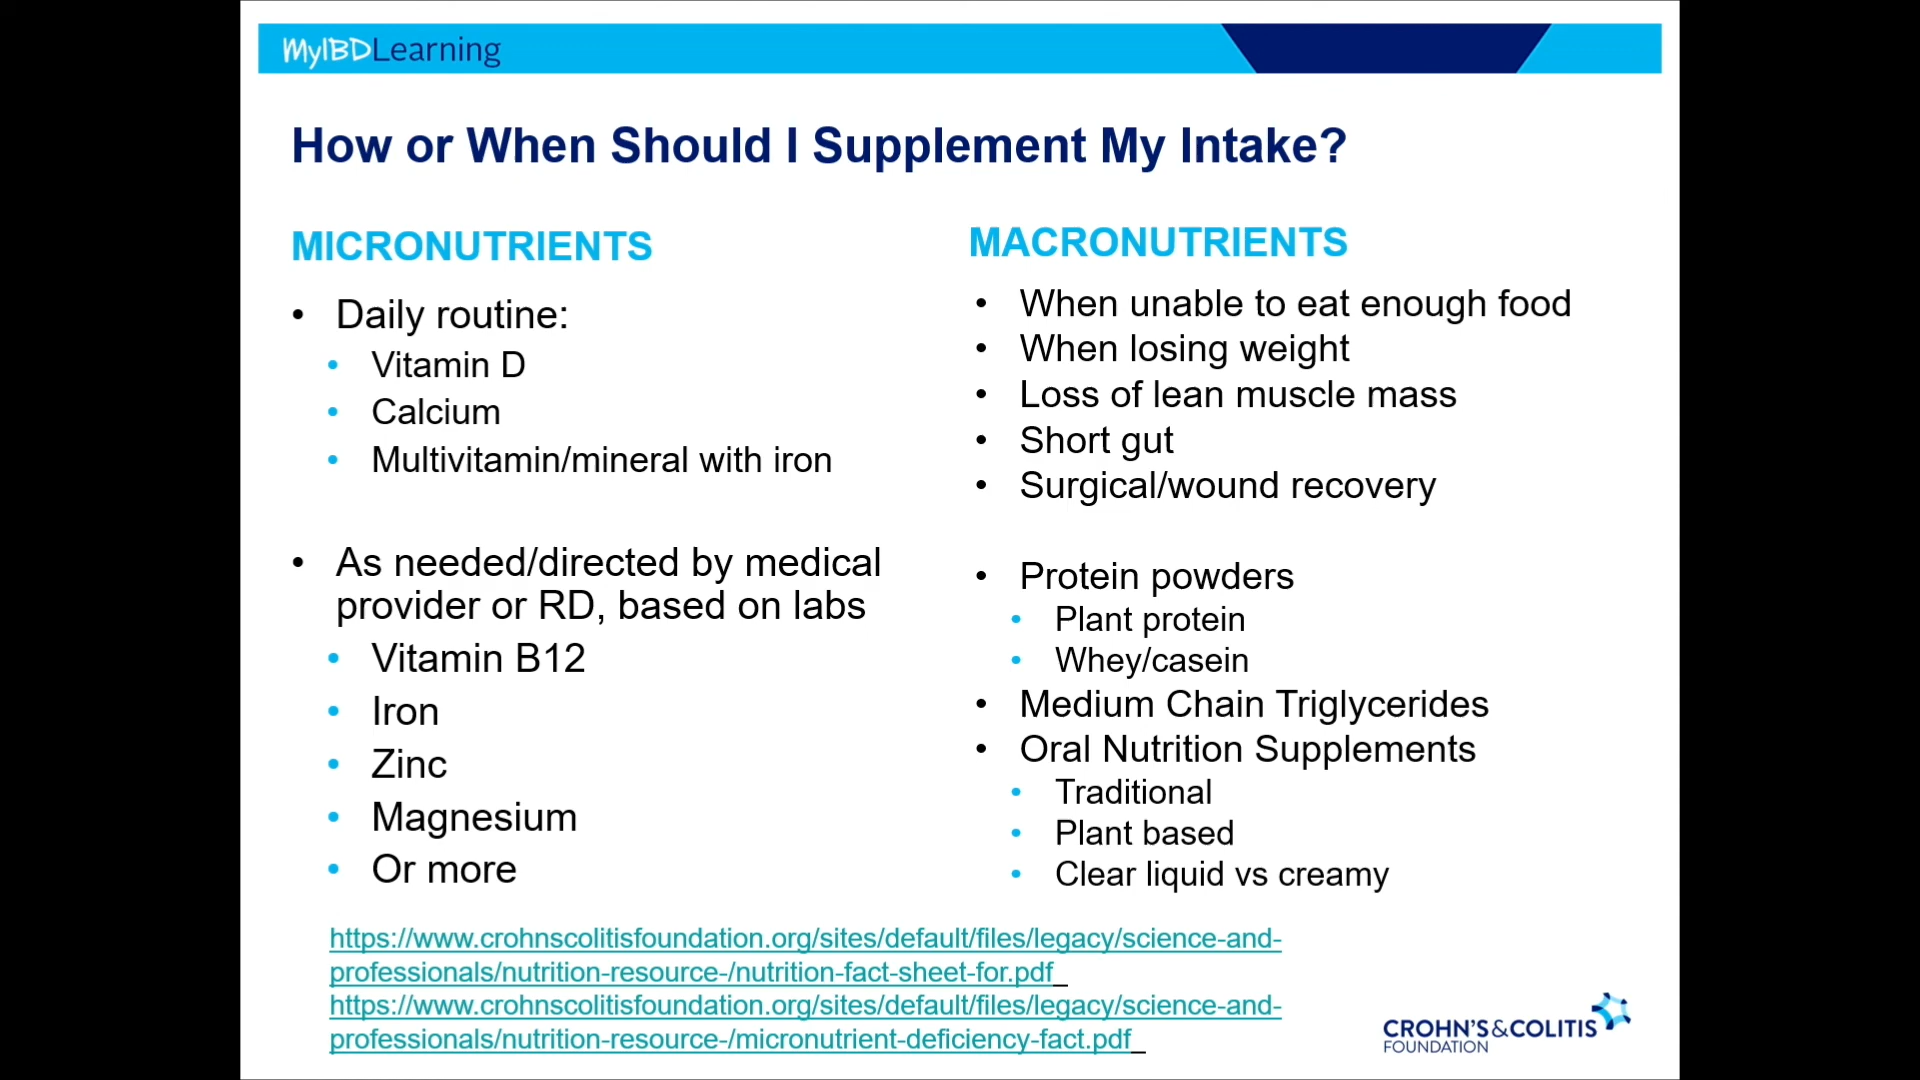 MyIBDLearning
How or When Should I Supplement My Intake?
MICRONUTRIENTS
• Daily routine:
• Vitamin D
• Calcium
• Multivitamin/mineral with iron
• As needed/directed by medical
provider or RD, based on labs
• Vitamin B12
• Iron
• Zinc
• Magnesium
• Or more
MACRONUTRIENTS
• When unable to eat enough food
• When losing weight
• Loss of lean muscle mass
• Short gut
• Surgical/wound recovery
• Protein powders
• Plant protein
• Whey/casein
• Medium Chain Triglycerides
• Oral Nutrition Supplements
• Traditional
• Plant based
• Clear liquid vs creamy
https://www.crohnscolitisfoundation.org/sites/default/files/legacy/science-and-
professionals/nutrition-resource-/nutrition-fact-sheet-for.pdf
https://www.crohnscolitisfoundation.org/sites/default/files/legacy/science-and-
professionals/nutrition-resource-/micronutrient-deficiency-fact.pdf
CROHN'S&COLITIS
FOUNDATION